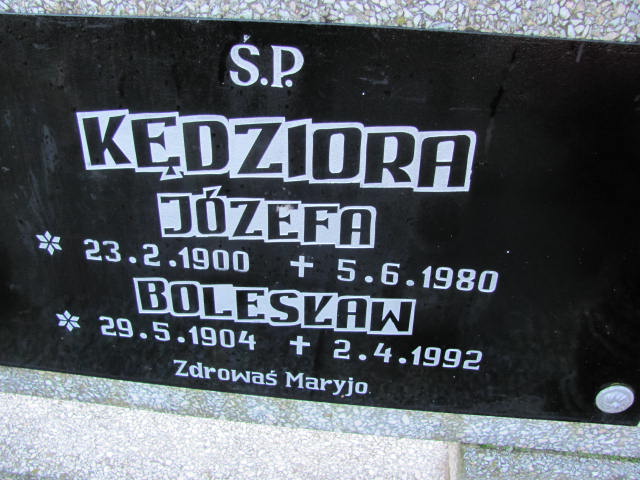 Ś.P.
KĘDZIORA
JÓZEFA
* 23.2.1900 + 5.6.1980
BOLESŁAW
* 29.5.1904 + 2.4.1992
Zdrowaś Maryjo